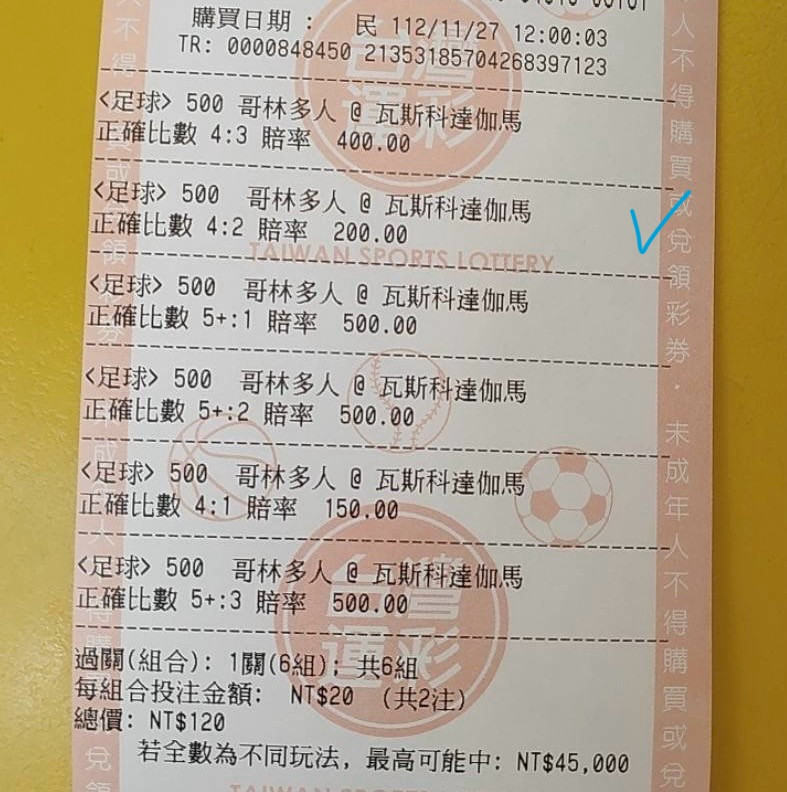 購買日期 : 民 112/11/27 12:00:03
TR: 0000848450 21353185704268397123
<足球> 500 哥林多人 @ 瓦斯科達伽馬
正確比數 4:3 賠率 400.00
<足球> 500 哥林多人 @ 瓦斯科達伽馬
正確比數 4:2 賠率 200.00
TAIWAN SPORTS LOTTERY
<足球> 500 哥林多人 @ 瓦斯科達伽馬
正確比數 5+:1 賠率 500.00
<足球> 500 哥林多人 @ 瓦斯科達伽馬
正確比數 5+:2 賠率 500.00
<足球> 500 哥林多人 @ 瓦斯科達伽馬
正確比數 4:1 賠率 150.00
<足球> 500 哥林多人 @ 瓦斯科達伽馬
正確比數 5+:3 賠率 500.00
過關(組合): 1關(6組); 共6組
每組合投注金額: NT$20 (共2注)
總價: NT$120
若全數為不同玩法, 最高可能中: NT$45,000
人不得購買或兌領彩券．未成年人不得購買或兌